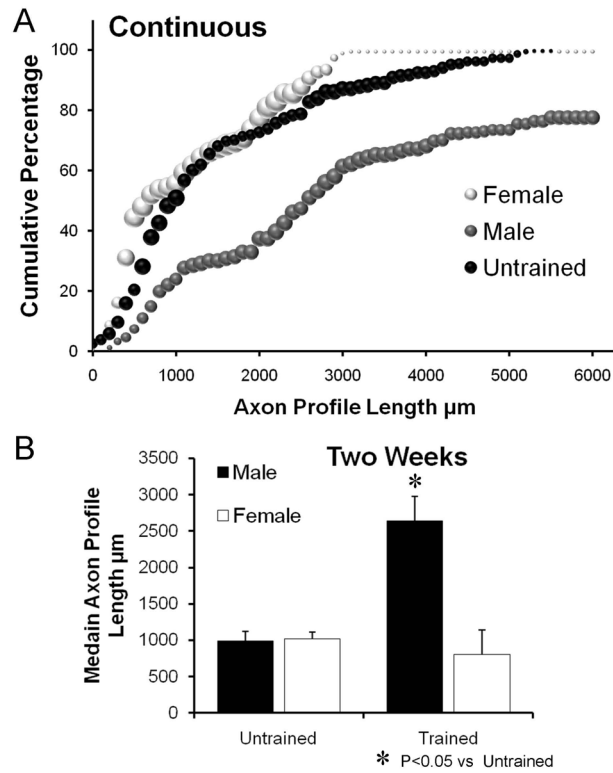 A
Continuous
Cumulative Percentage
100
80
60
40
20
0
Female
Male
Untrained
0 1000 2000 3000 4000 5000 6000
Axon Profile Length µm
B
Two Weeks
Medain Axon Profile
Length µm
3500
3000
2500
2000
1500
1000
500
0
Male
Female
*
Untrained Trained
* P<0.05 vs Untrained